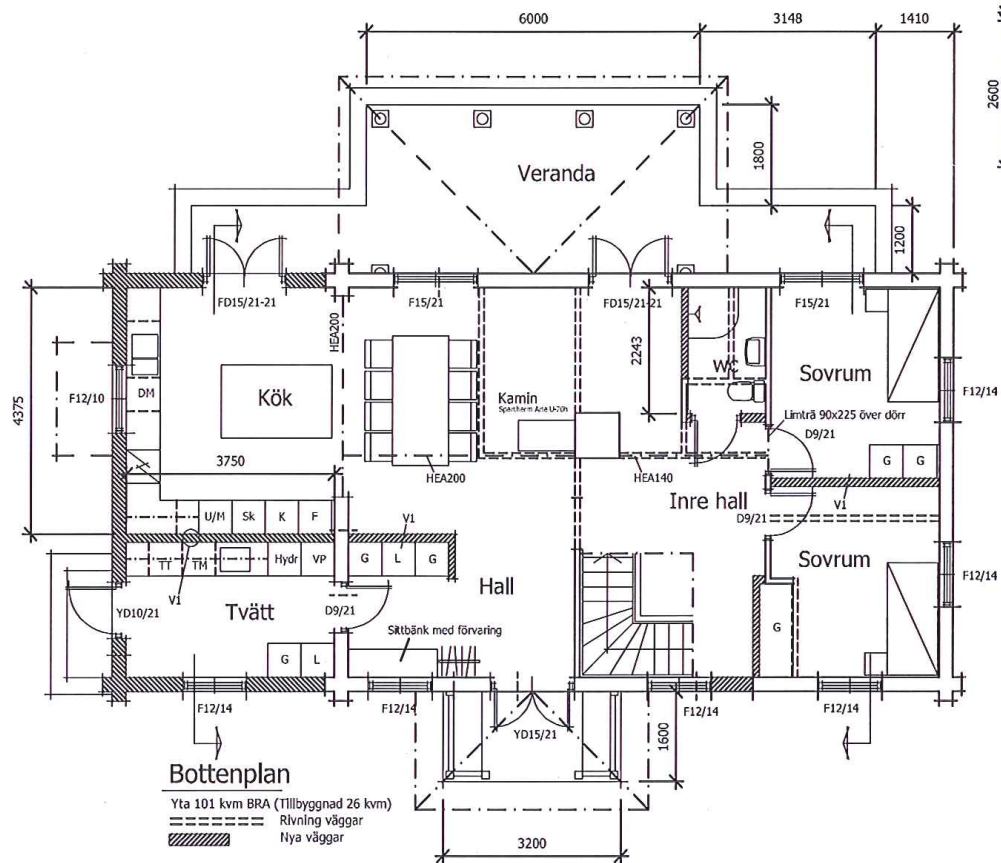 6000
3148
1410
2600
1800
Veranda
1200
FD15/21-21
F15/21
FD15/21-21
F15/21
HEA200
2243
WC
Sovrum
4375
F12/10
DM
Kök
Kamin
F12/14
Limträ 90x225 över dörr
D9/21
3750
HEA200
HEA140
G
G
U/M
Sk
K
F
V1
Inre hall
V1
D9/21
TT
TM
Hydr
VP
G
L
G
Sovrum
F12/14
V1
Hall
YD10/21
Tvätt
D9/21
G
Sittbänk med förvaring
G
L
F12/14
F12/14
YD15/21
F12/14
F12/14
1600
Bottenplan
Yta 101 kvm BRA (Tillbyggnad 26 kvm)
Rivning väggar
Nya väggar
3200